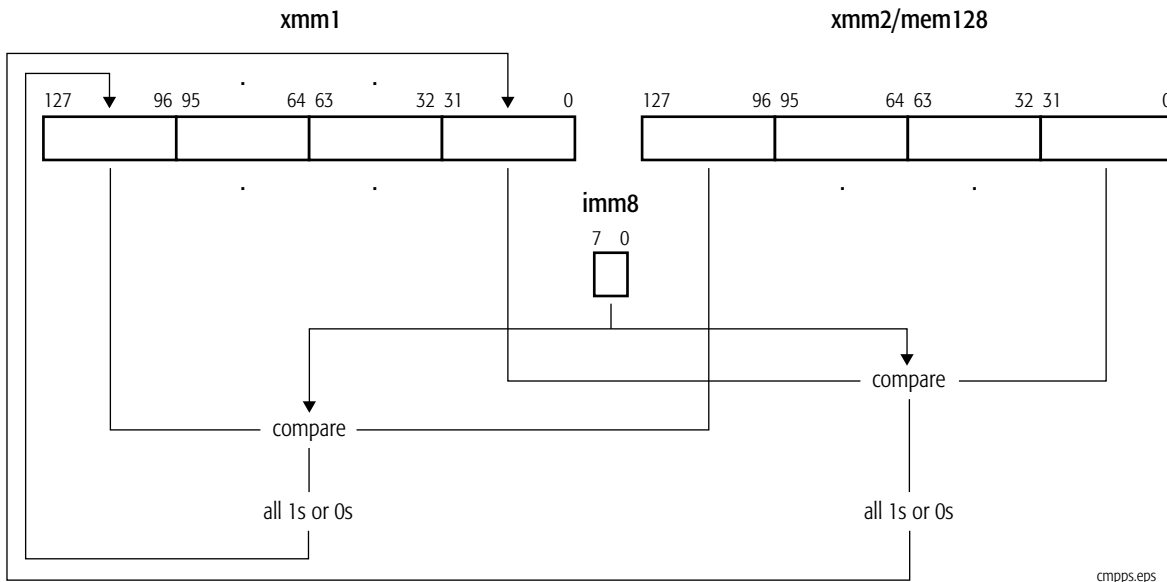 xmm1 xmm2/mem128
127 96 95 64 63 32 31 0 127 96 95 64 63 32 31 0
imm8
7 0
compare
compare
all 1s or 0s all 1s or 0s
cmpps.eps